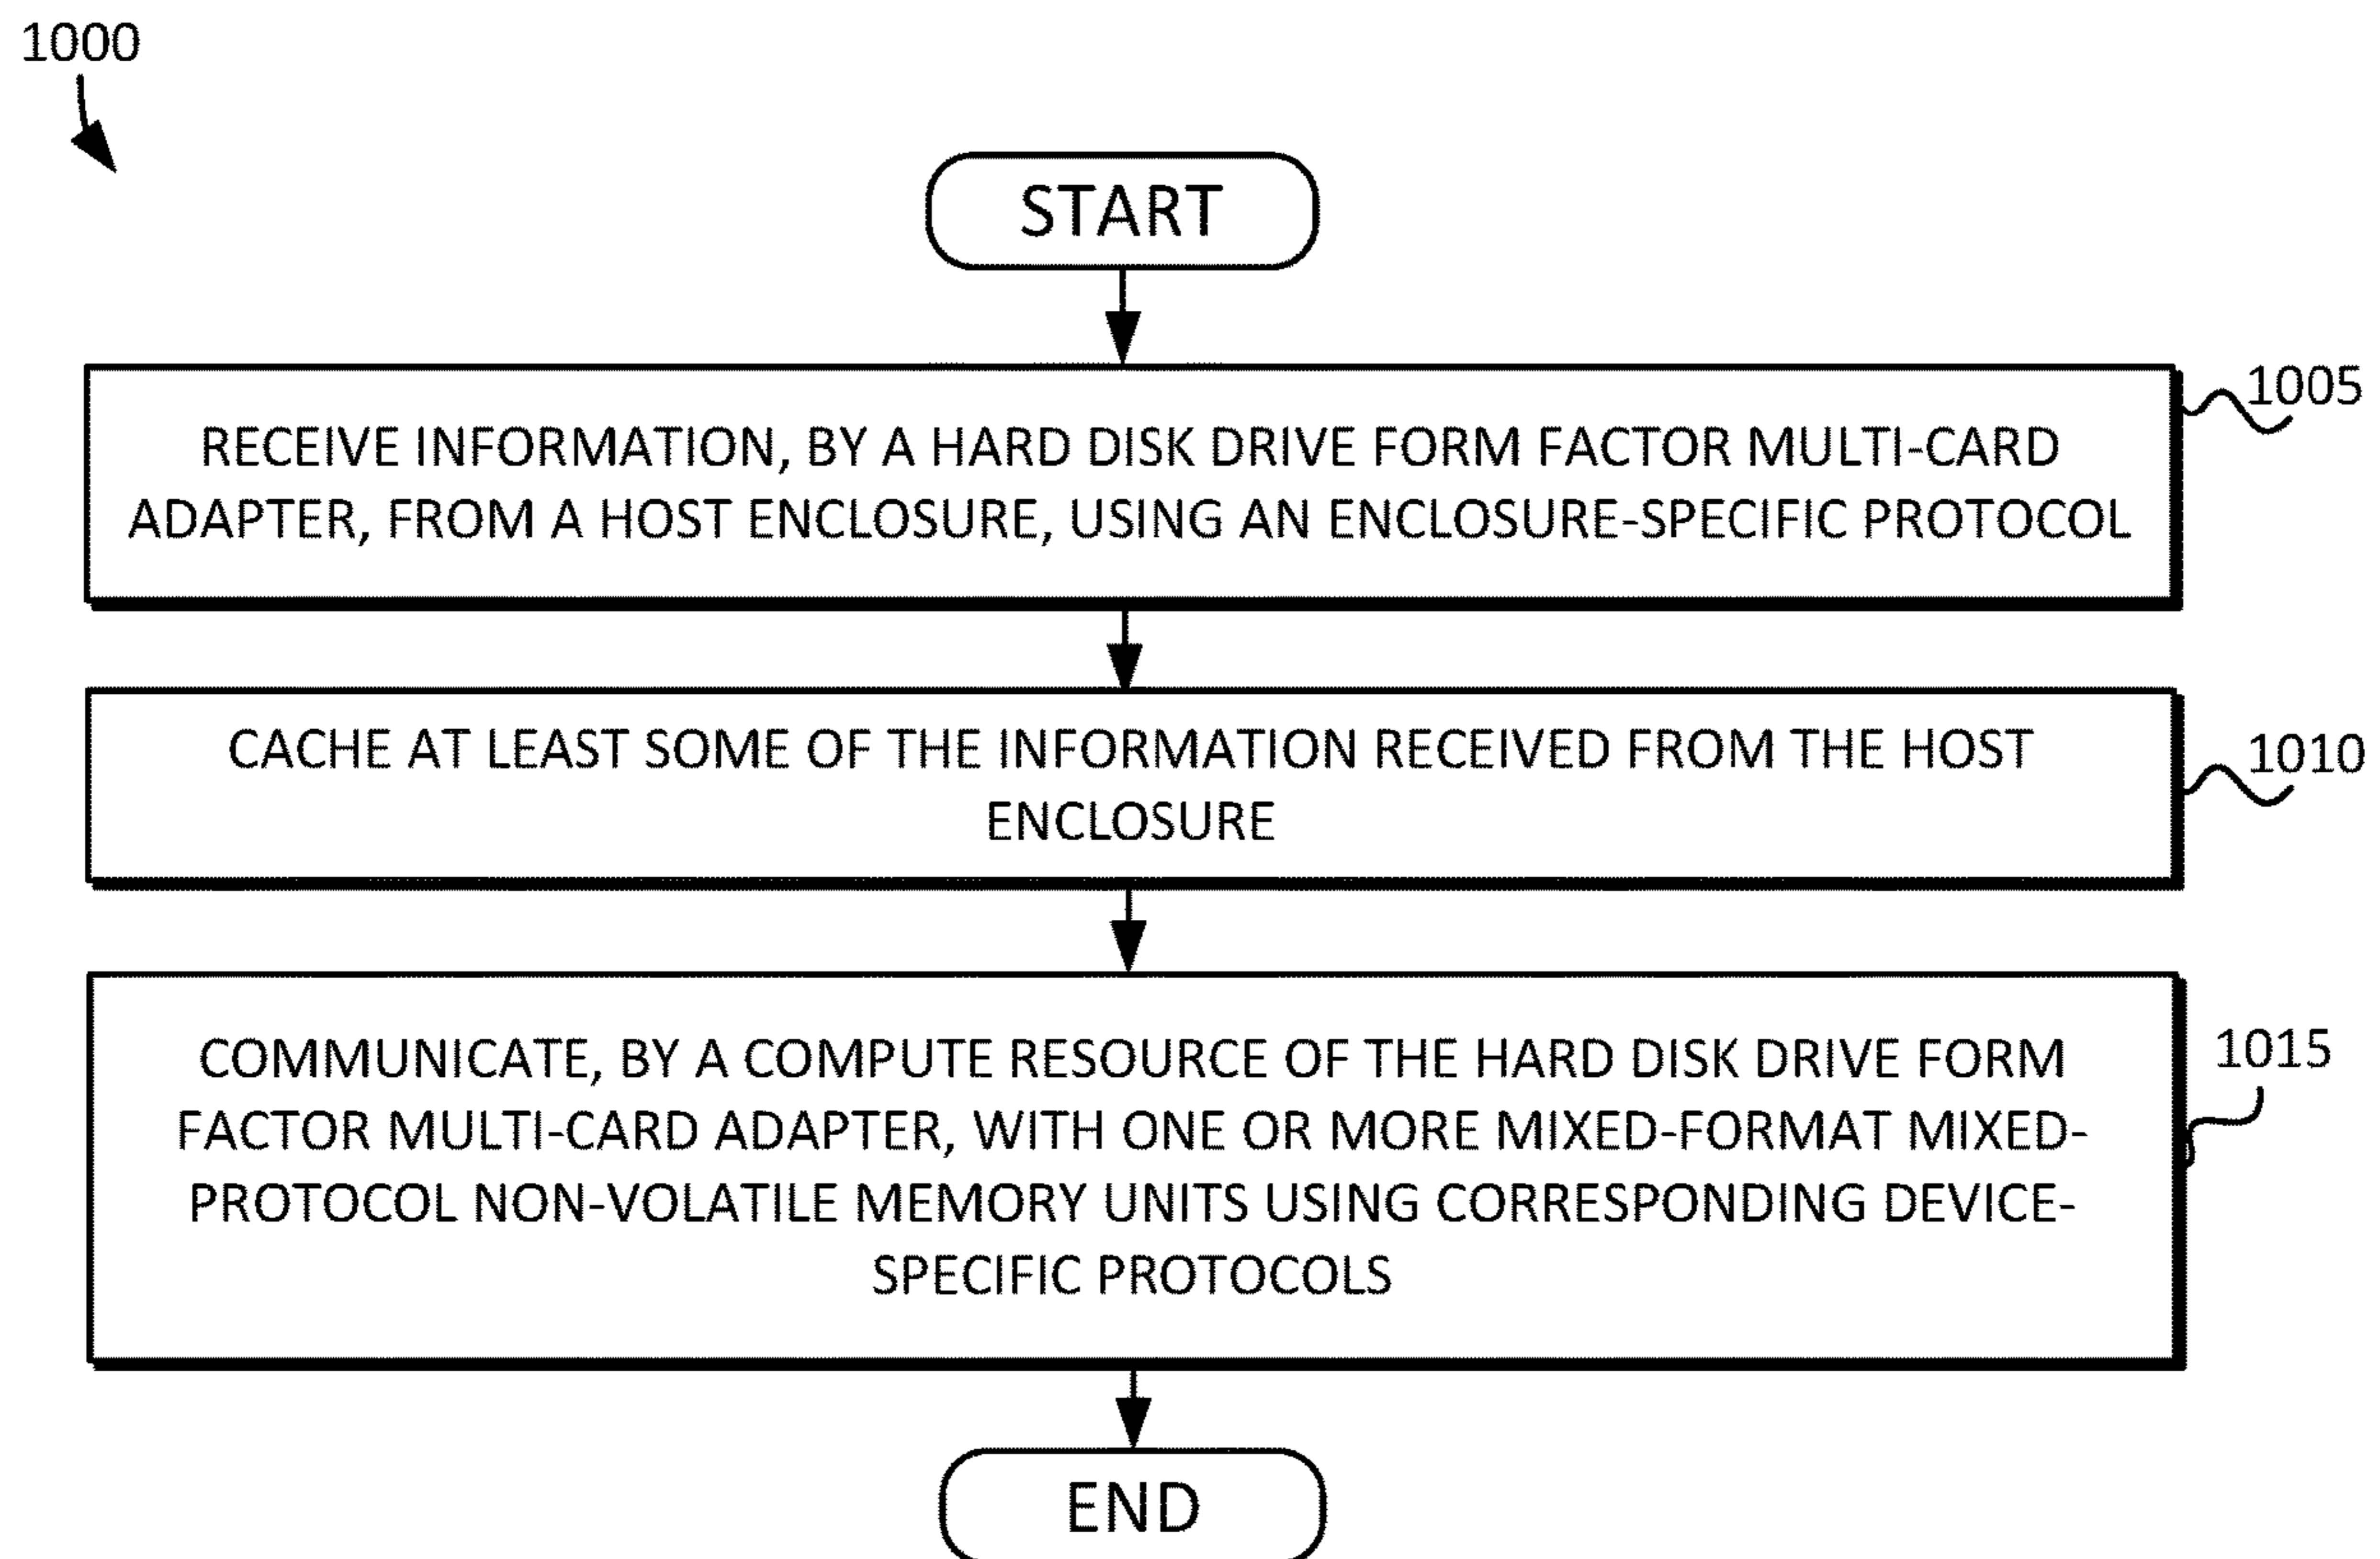 1000
START
1005
RECEIVE INFORMATION, BY A HARD DISK DRIVE FORM FACTOR MULTI-CARD
ADAPTER, FROM A HOST ENCLOSURE, USING AN ENCLOSURE-SPECIFIC PROTOCOL
CACHE AT LEAST SOME OF THE INFORMATION RECEIVED FROM THE HOST
1010
ENCLOSURE
COMMUNICATE, BY A COMPUTE RESOURCE OF THE HARD DISK DRIVE FORM
1015
FACTOR MULTI-CARD ADAPTER, WITH ONE OR MORE MIXED-FORMAT MIXED-
PROTOCOL NON-VOLATILE MEMORY UNITS USING CORRESPONDING DEVICE-
SPECIFIC PROTOCOLS
END